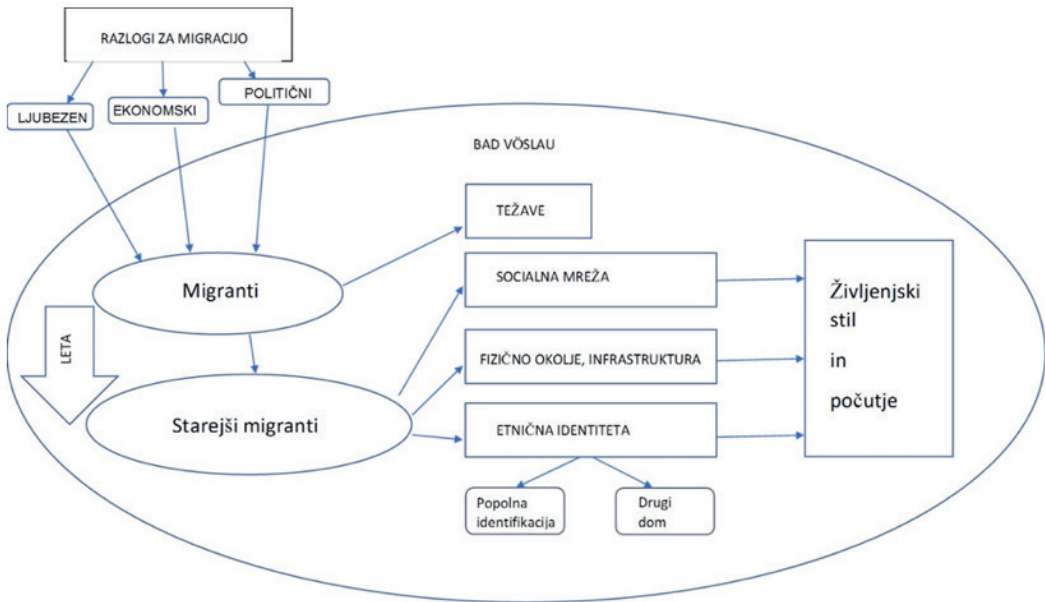 RAZLOGI ZA MIGRACIJO
LJUBEZEN
EKONOMSKI
POLITIČNI
BAD VÖSLAU
TEŽAVE
Migranti
SOCIALNA MREŽA
Življenjski
stil
in
počutje
LETA
FIZIČNO OKOLJE, INFRASTRUKTURA
Starejši migranti
ETNIČNA IDENTITETA
Popolna
identifikacija
Drugi
dom